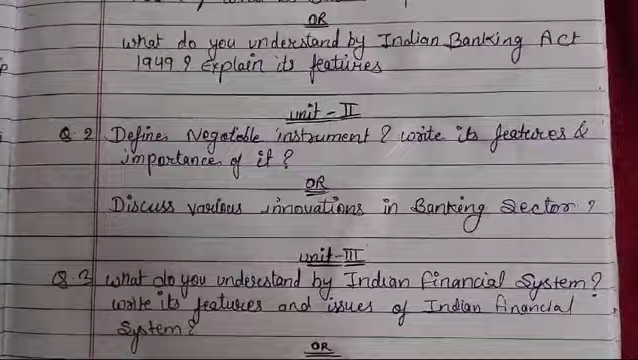 OR
What do you understand by Indian Banking Act
1949 ? Explain its features
Unit - II
Q.2 Define Negotable instrument ? write its features &
importance of it ?
OR
Discuss various innovations in Banking Sector ?
Unit-III
Q.3 What do you understand by Indian Financial System ?
write its features and issues of Indian financial
System ?
OR